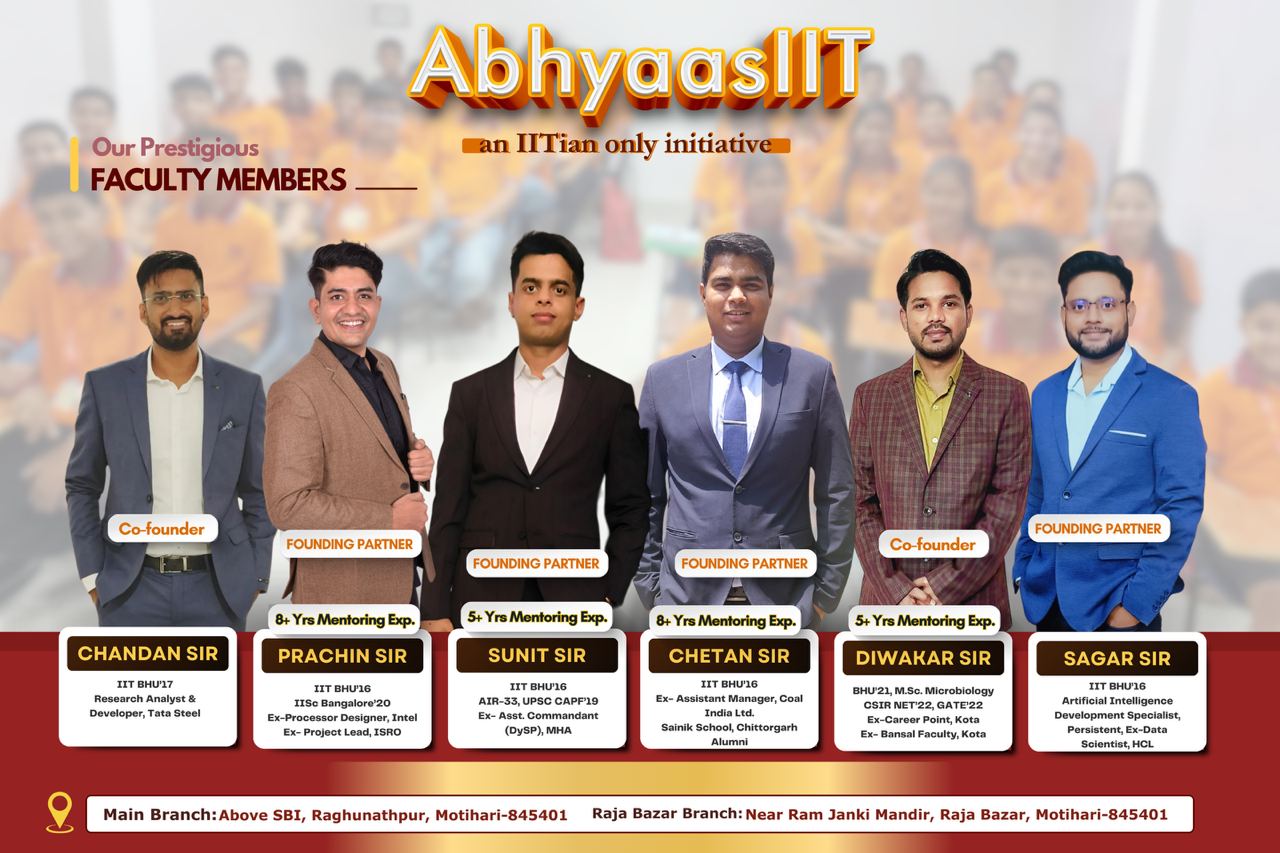 AbhyaasIIT
an IITian only initiative
Our Prestigious
FACULTY MEMBERS
Co-founder
FOUNDING PARTNER
FOUNDING PARTNER
FOUNDING PARTNER
Co-founder
FOUNDING PARTNER
CHANDAN SIR
IIT BHU'17
Research Analyst &
Developer, Tata Steel
8+ Yrs Mentoring Exp.
PRACHIN SIR
IIT BHU'16
IISc Bangalore'20
Ex-Processor Designer, Intel
Ex- Project Lead, ISRO
5+ Yrs Mentoring Exp.
SUNIT SIR
IIT BHU'16
AIR-33, UPSC CAPF'19
Ex- Asst. Commandant
(DySP), MHA
8+ Yrs Mentoring Exp.
CHETAN SIR
IIT BHU'16
Ex- Assistant Manager, Coal
India Ltd.
Sainik School, Chittorgarh
Alumni
5+ Yrs Mentoring Exp.
DIWAKAR SIR
BHU'21, M.Sc. Microbiology
CSIR NET'22, GATE'22
Ex-Career Point, Kota
Ex- Bansal Faculty, Kota
SAGAR SIR
IIT BHU'16
Artificial Intelligence
Development Specialist,
Persistent, Ex-Data
Scientist, HCL
Main Branch: Above SBI, Raghunathpur, Motihari-845401 Raja Bazar Branch: Near Ram Janki Mandir, Raja Bazar, Motihari-845401